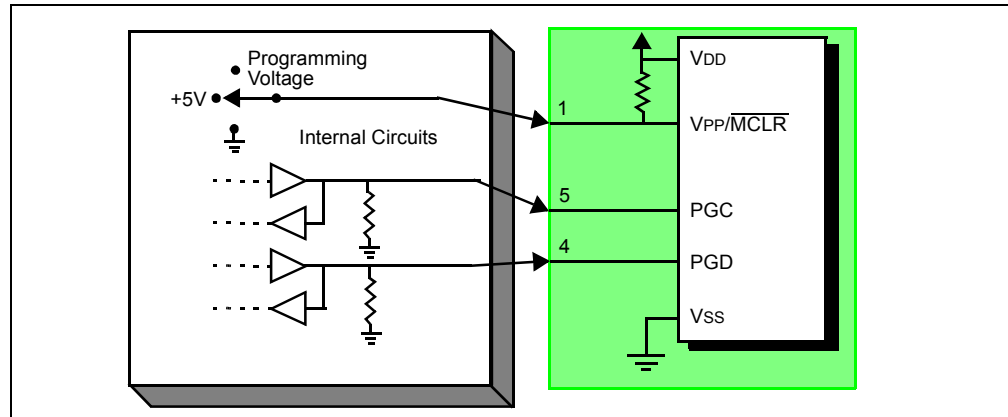 Programming
Voltage
+5V
Internal Circuits
1
5
4
VDD
VPP/MCLR
PGC
PGD
VSS